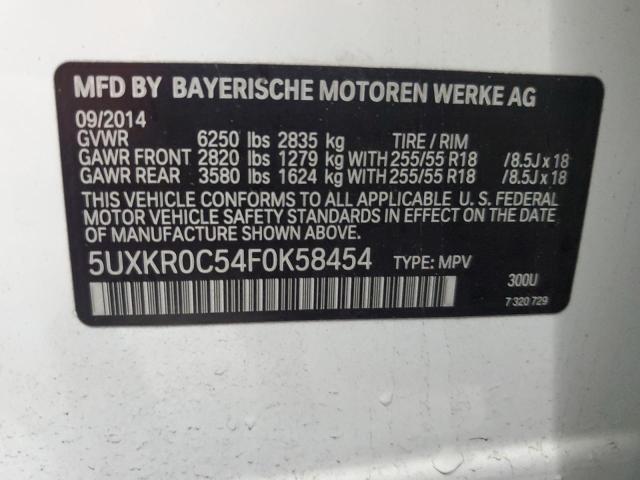 MFD BY BAYERISCHE MOTOREN WERKE AG
09/2014
GVWR 6250 lbs 2835 kg TIRE / RIM
GAWR FRONT 2820 lbs 1279 kg WITH 255/55 R18 /8.5J x 18
GAWR REAR 3580 lbs 1624 kg WITH 255/55 R18 /8.5J x 18
THIS VEHICLE CONFORMS TO ALL APPLICABLE U. S. FEDERAL
MOTOR VEHICLE SAFETY STANDARDS IN EFFECT ON THE DATE
OF MANUFACTURE SHOWN ABOVE.
5UXKR0C54F0K58454 TYPE: MPV
300U
7 320 729